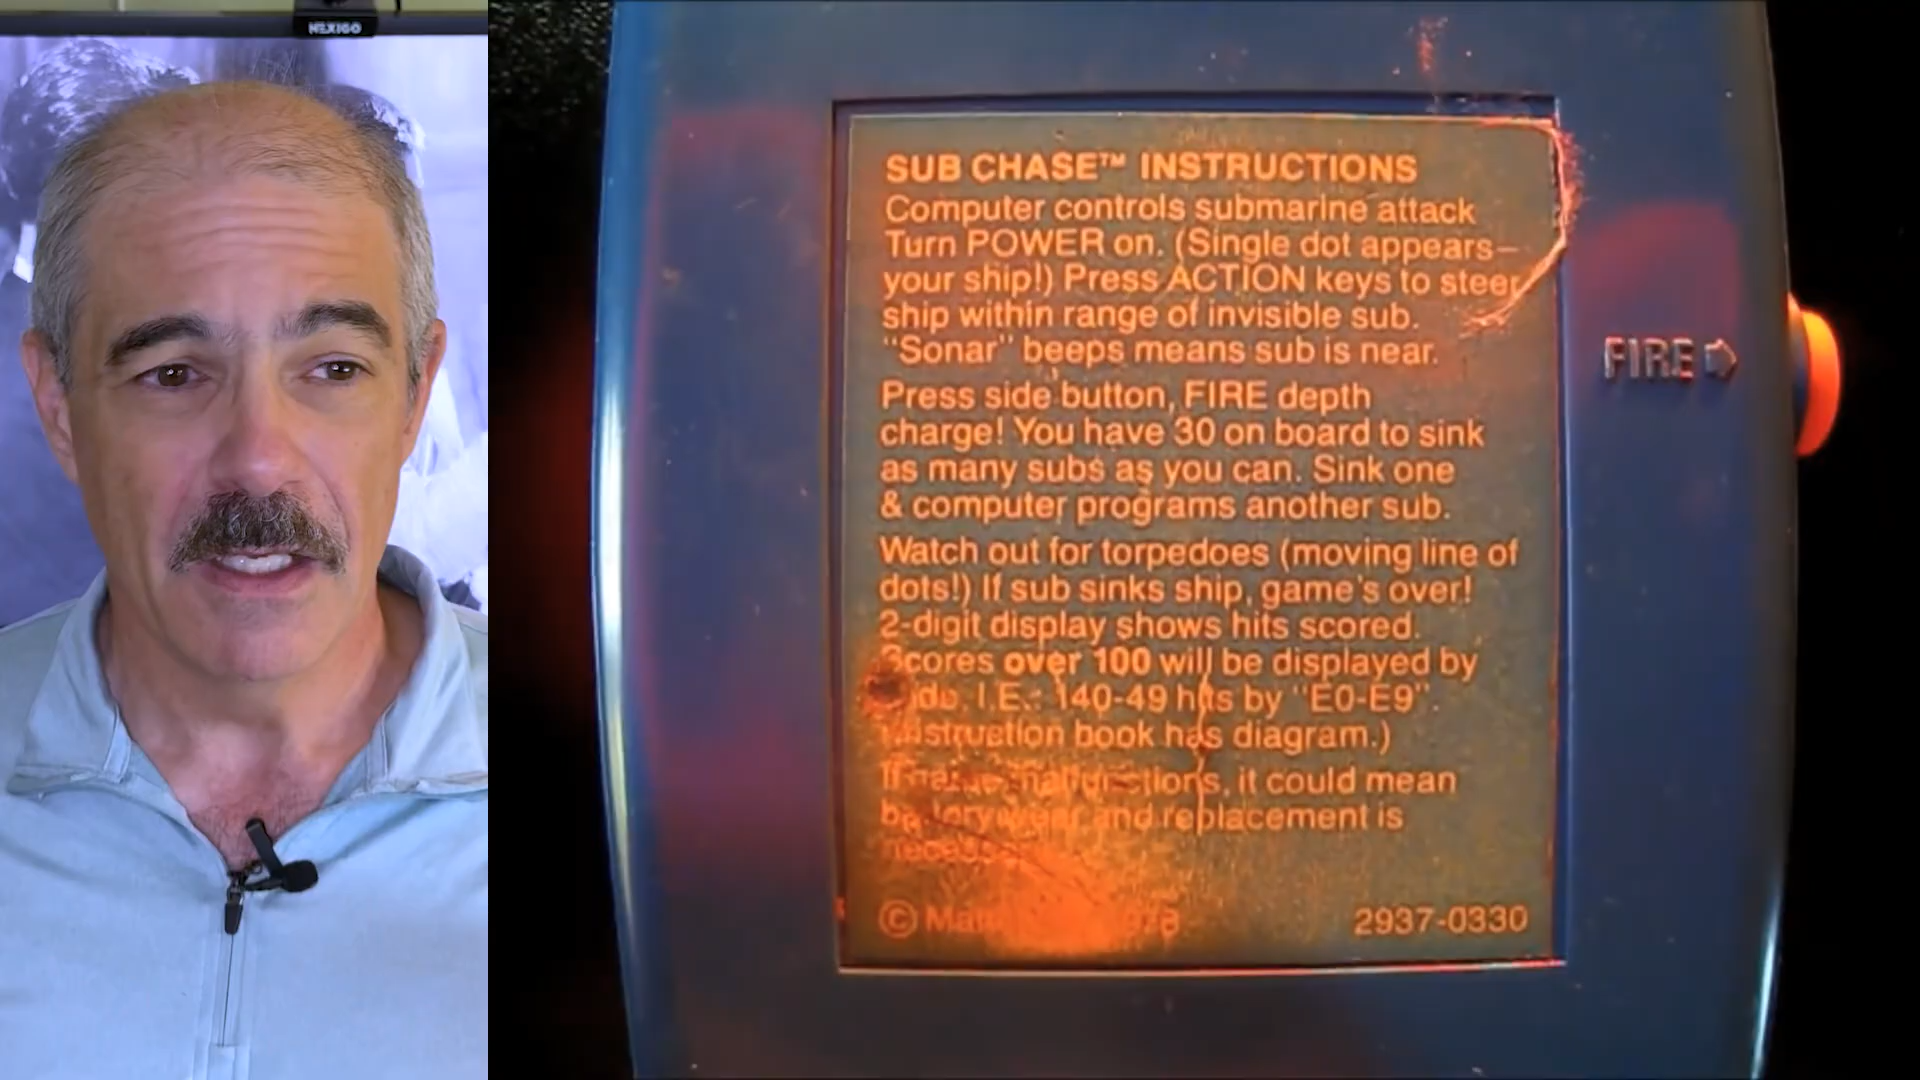 NEXIGO
SUB CHASE™ INSTRUCTIONS
Computer controls submarine attack
Turn POWER on. (Single dot appears—
your ship!) Press ACTION keys to steer
ship within range of invisible sub.
"Sonar" beeps means sub is near.
Press side button, FIRE depth
charge! You have 30 on board to sink
as many subs as you can. Sink one
& computer programs another sub.
Watch out for torpedoes (moving line of
dots!) If sub sinks ship, game's over!
2-digit display shows hits scored.
Scores over 100 will be displayed by
I.E.: 140-49 hits by "E0-E9".
book has diagram.)
it could mean
and replacement is
©
2937-0330
FIRE